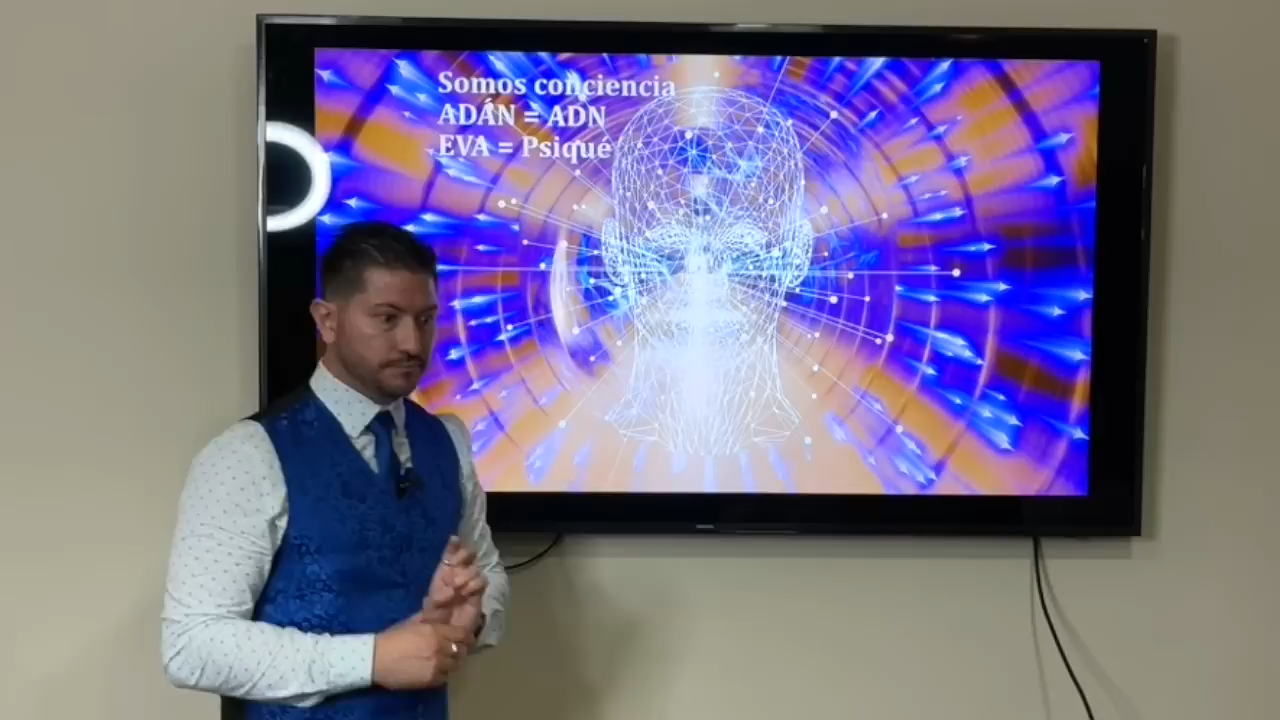 Somos conciencia
ADÁN = ADN
EVA = Psiqué